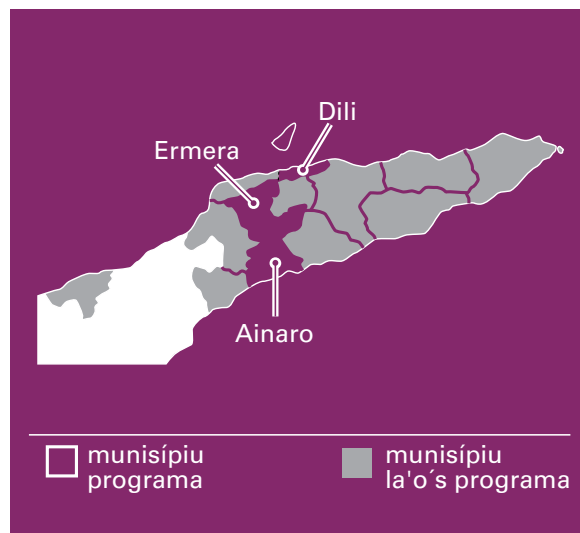 Dili
Ermera
Ainaro
munisípiu
programa
munisípiu
la'o´s programa